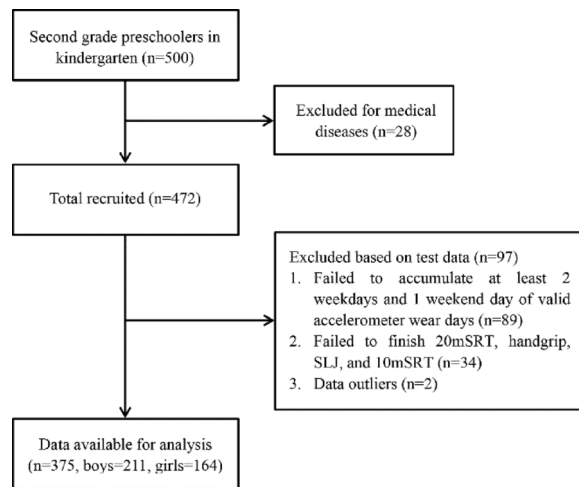 Second grade preschoolers in
kindergarten (n=500)
Excluded for medical
diseases (n=28)
Total recruited (n=472)
Excluded based on test data (n=97)
1. Failed to accumulate at least 2
weekdays and 1 weekend day of valid
accelerometer wear days (n=89)
2. Failed to finish 20mSRT, handgrip,
SLJ, and 10mSRT (n=34)
3. Data outliers (n=2)
Data available for analysis
(n=375, boys=211, girls=164)